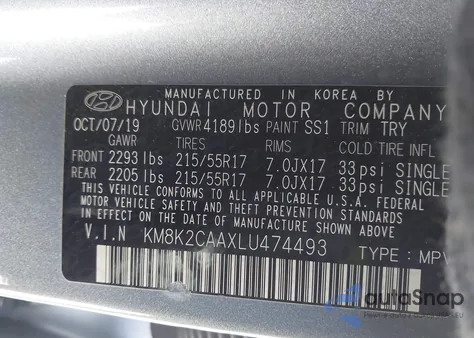 MANUFACTURED IN KOREA BY
HYUNDAI MOTOR COMPANY
OCT/07/19 GVWR 4189 lbs PAINT SS1 TRIM TRY
GAWR TIRES RIMS COLD TIRE INFL
FRONT 2293 lbs 215/55R17 7.0JX17 33psi SINGLE
REAR 2205 lbs 215/55R17 7.0JX17 33psi SINGLE
THIS VEHICLE CONFORMS TO ALL APPLICABLE U.S. FEDERAL
MOTOR VEHICLE SAFETY AND THEFT PREVENTION STANDARDS
IN EFFECT ON THE DATE OF MANUFACTURE SHOWN ABOVE.
V.I.N KM8K2CAAXLU474493 TYPE: MPV
autoSnap